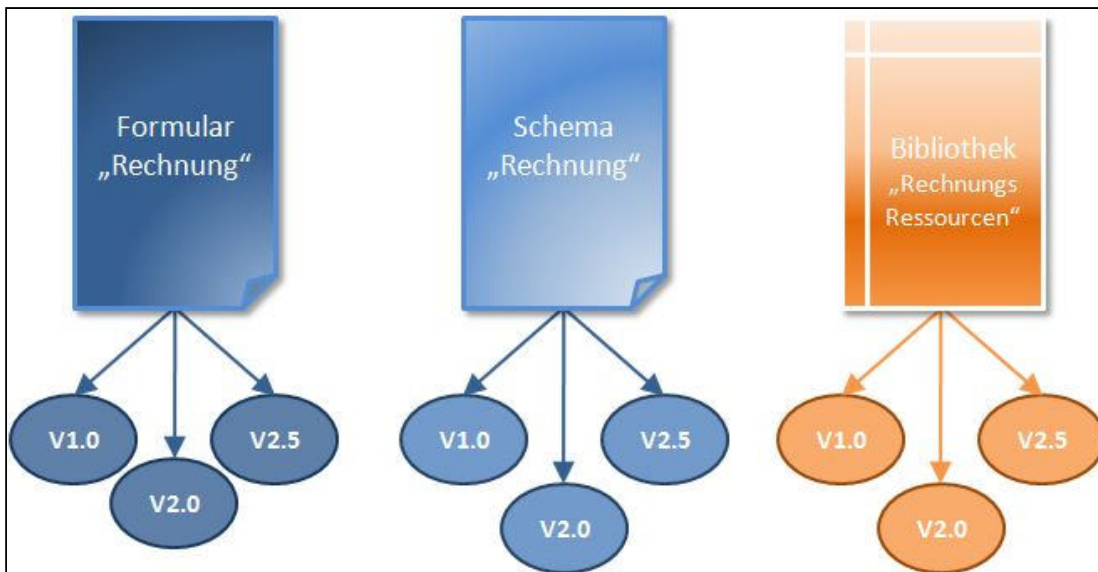 Formular
„Rechnung“
Schema
„Rechnung“
Bibliothek
„Rechnungs
Ressourcen“
V1.0
V2.5
V2.0
V1.0
V2.5
V2.0
V1.0
V2.5
V2.0